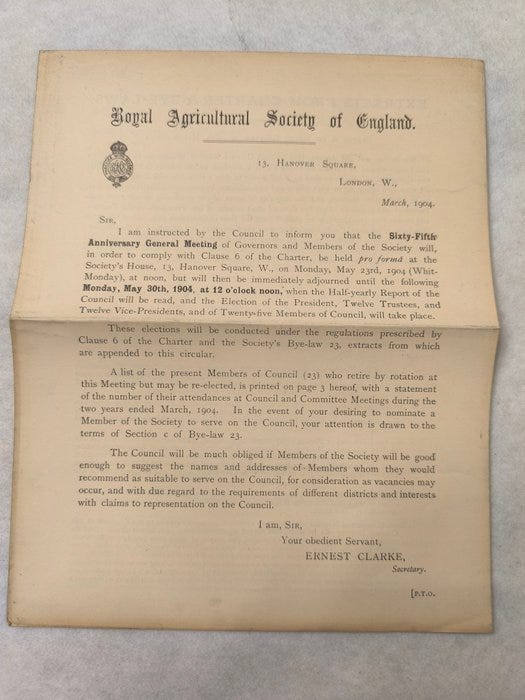 Royal Agricultural Society of England.
13, Hanover Square,
London, W.,
March, 1904.
Sir,
I am instructed by the Council to inform you that the Sixty-Fifth
Anniversary General Meeting of Governors and Members of the Society will,
in order to comply with Clause 6 of the Charter, be held pro formâ at the
Society's House, 13, Hanover Square, W., on Monday, May 23rd, 1904 (Whit-
Monday), at noon, but will then be immediately adjourned until the following
Monday, May 30th, 1904, at 12 o'clock noon, when the Half-yearly Report of the
Council will be read, and the Election of the President, Twelve Trustees, and
Twelve Vice-Presidents, and of Twenty-five Members of Council, will take place.
These elections will be conducted under the regulations prescribed by
Clause 6 of the Charter and the Society's Bye-law 23, extracts from which
are appended to this circular.
A list of the present Members of Council (23) who retire by rotation at
this Meeting but may be re-elected, is printed on page 3 hereof, with a statement
of the number of their attendances at Council and Committee Meetings during the
two years ended March, 1904. In the event of your desiring to nominate a
Member of the Society to serve on the Council, your attention is drawn to the
terms of Section c of Bye-law 23.
The Council will be much obliged if Members of the Society will be good
enough to suggest the names and addresses of Members whom they would
recommend as suitable to serve on the Council, for consideration as vacancies may
occur, and with due regard to the requirements of different districts and interests
with claims to representation on the Council.
I am, Sir,
Your obedient Servant,
ERNEST CLARKE,
Secretary.
[P.T.O.